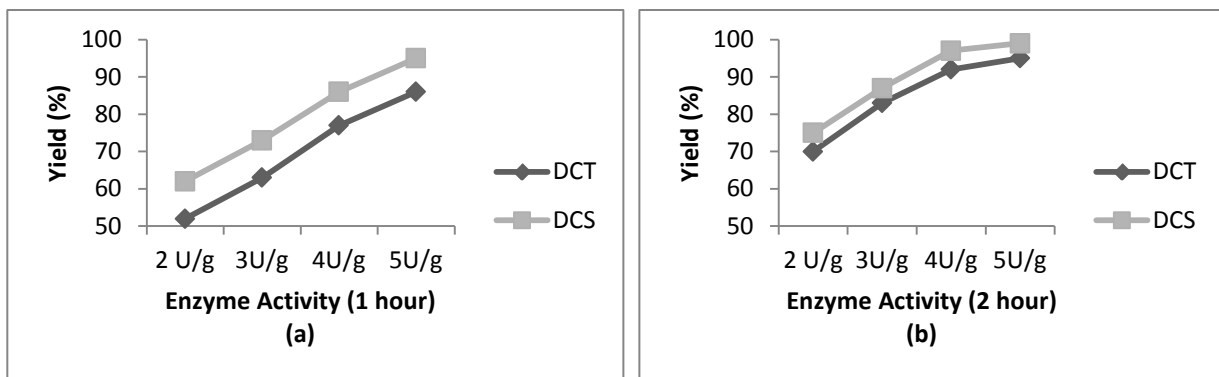 100
90
80
70
60
50
Yield (%)
2 U/g 3U/g 4U/g 5U/g
Enzyme Activity (1 hour)
(a)
DCT
DCS
100
90
80
70
60
50
Yield (%)
2 U/g 3U/g 4U/g 5U/g
Enzyme Activity (2 hour)
(b)
DCT
DCS